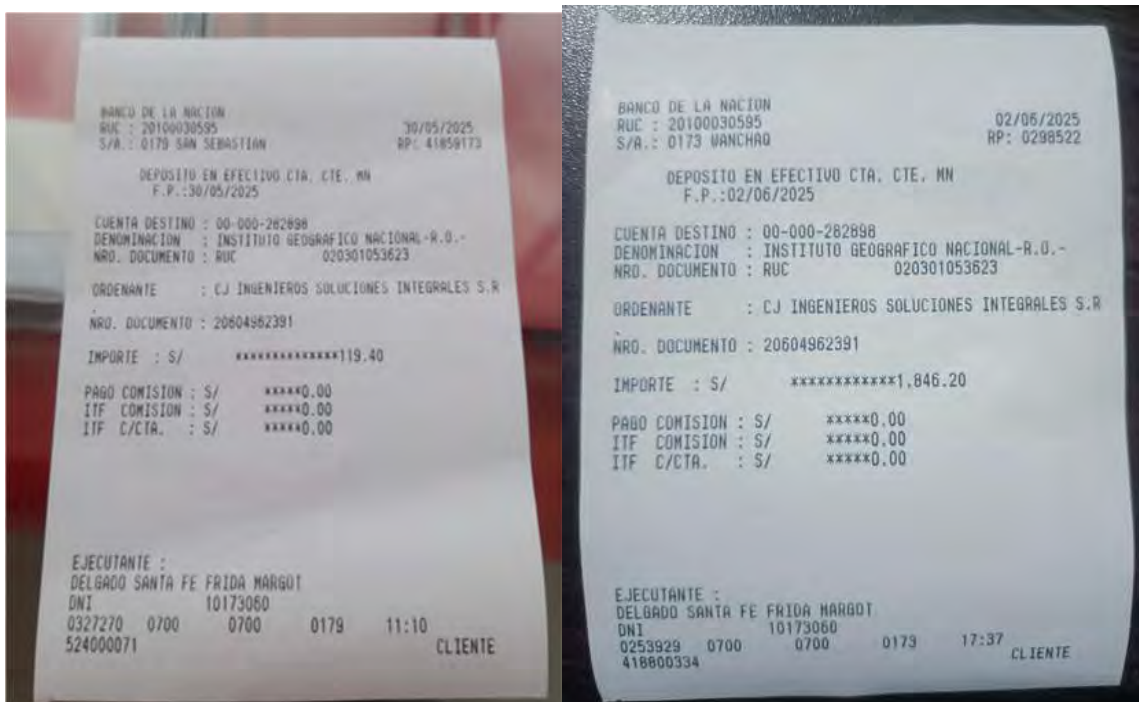 BANCO DE LA NACION
RUC : 20100030595 30/05/2025
S/A.: 0179 SAN SEBASTIAN RP: 41859173
DEPOSITO EN EFECTIVO CTA. CTE. MN
F.P.:30/05/2025
CUENTA DESTINO : 00-000-282898
DENOMINACION : INSTITUTO GEOGRAFICO NACIONAL-R.O.-
NRO. DOCUMENTO : RUC 020301053623
ORDENANTE : CJ INGENIEROS SOLUCIONES INTEGRALES S.R
.
NRO. DOCUMENTO : 20604962391
IMPORTE : S/ **************119.40
PAGO COMISION : S/ *****0.00
ITF COMISION : S/ *****0.00
ITF C/CTA. : S/ *****0.00
EJECUTANTE :
DELGADO SANTA FE FRIDA MARGOT
DNI 10173060
0327270 0700 0700 0179 11:10
524000071 CLIENTE
BANCO DE LA NACION
RUC : 20100030595 02/06/2025
S/A.: 0173 WANCHAQ RP: 0298522
DEPOSITO EN EFECTIVO CTA. CTE. MN
F.P.:02/06/2025
CUENTA DESTINO : 00-000-282898
DENOMINACION : INSTITUTO GEOGRAFICO NACIONAL-R.O.-
NRO. DOCUMENTO : RUC 020301053623
ORDENANTE : CJ INGENIEROS SOLUCIONES INTEGRALES S.R
.
NRO. DOCUMENTO : 20604962391
IMPORTE : S/ ************1,846.20
PAGO COMISION : S/ *****0.00
ITF COMISION : S/ *****0.00
ITF C/CTA. : S/ *****0.00
EJECUTANTE :
DELGADO SANTA FE FRIDA MARGOT
DNI 10173060
0253929 0700 0700 0173 17:37
418800334 CLIENTE